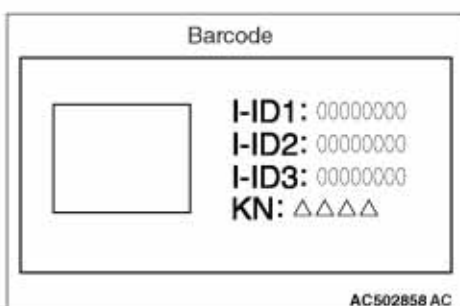 Barcode
I-ID1: 00000000
I-ID2: 00000000
I-ID3: 00000000
KN: △△△△
AC502858 AC